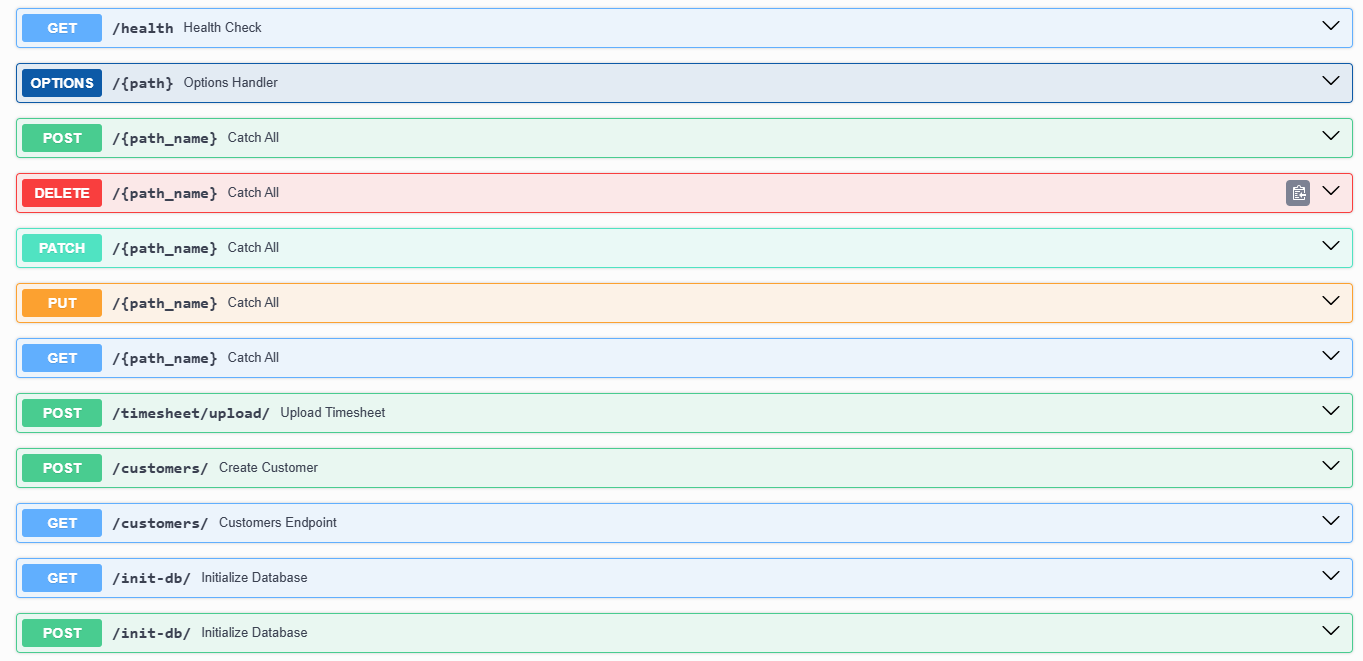 GET /health Health Check
OPTIONS /{path} Options Handler
POST /{path_name} Catch All
DELETE /{path_name} Catch All
PATCH /{path_name} Catch All
PUT /{path_name} Catch All
GET /{path_name} Catch All
POST /timesheet/upload/ Upload Timesheet
POST /customers/ Create Customer
GET /customers/ Customers Endpoint
GET /init-db/ Initialize Database
POST /init-db/ Initialize Database